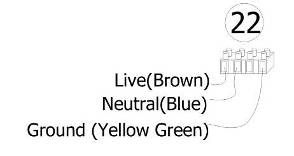 22
Live(Brown)
Neutral(Blue)
Ground (Yellow Green)